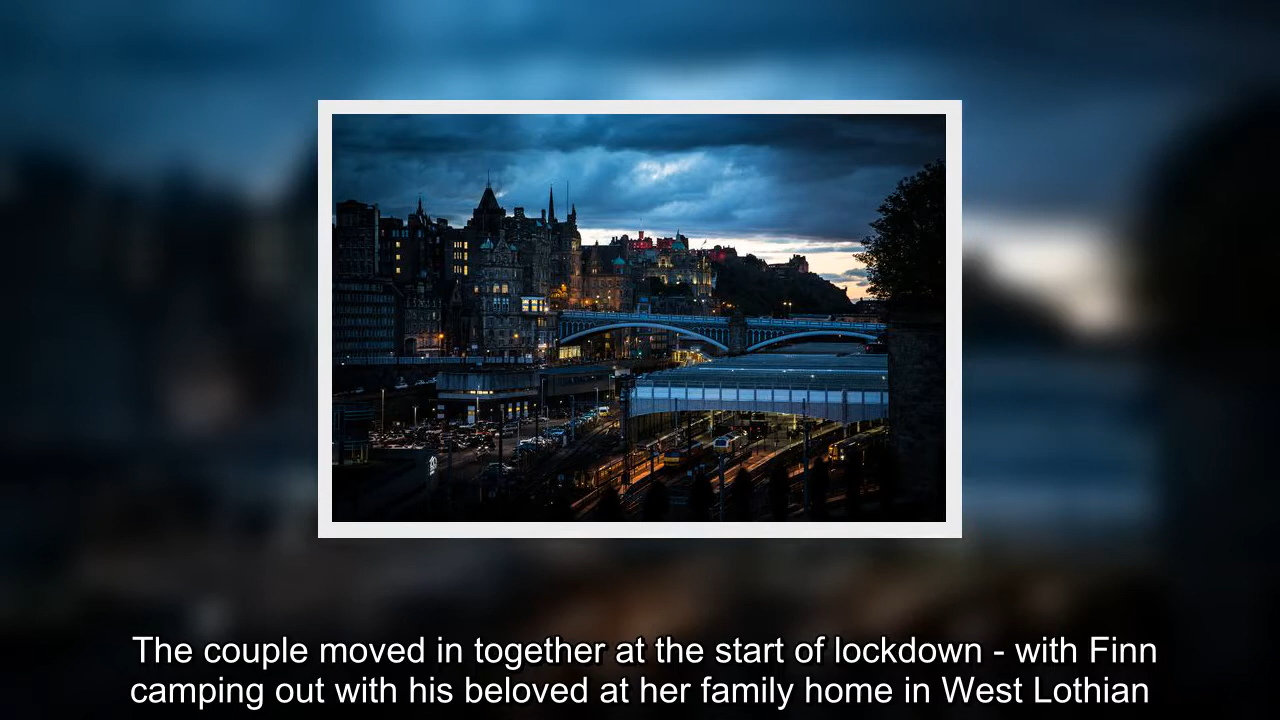 The couple moved in together at the start of lockdown - with Finn
camping out with his beloved at her family home in West Lothian